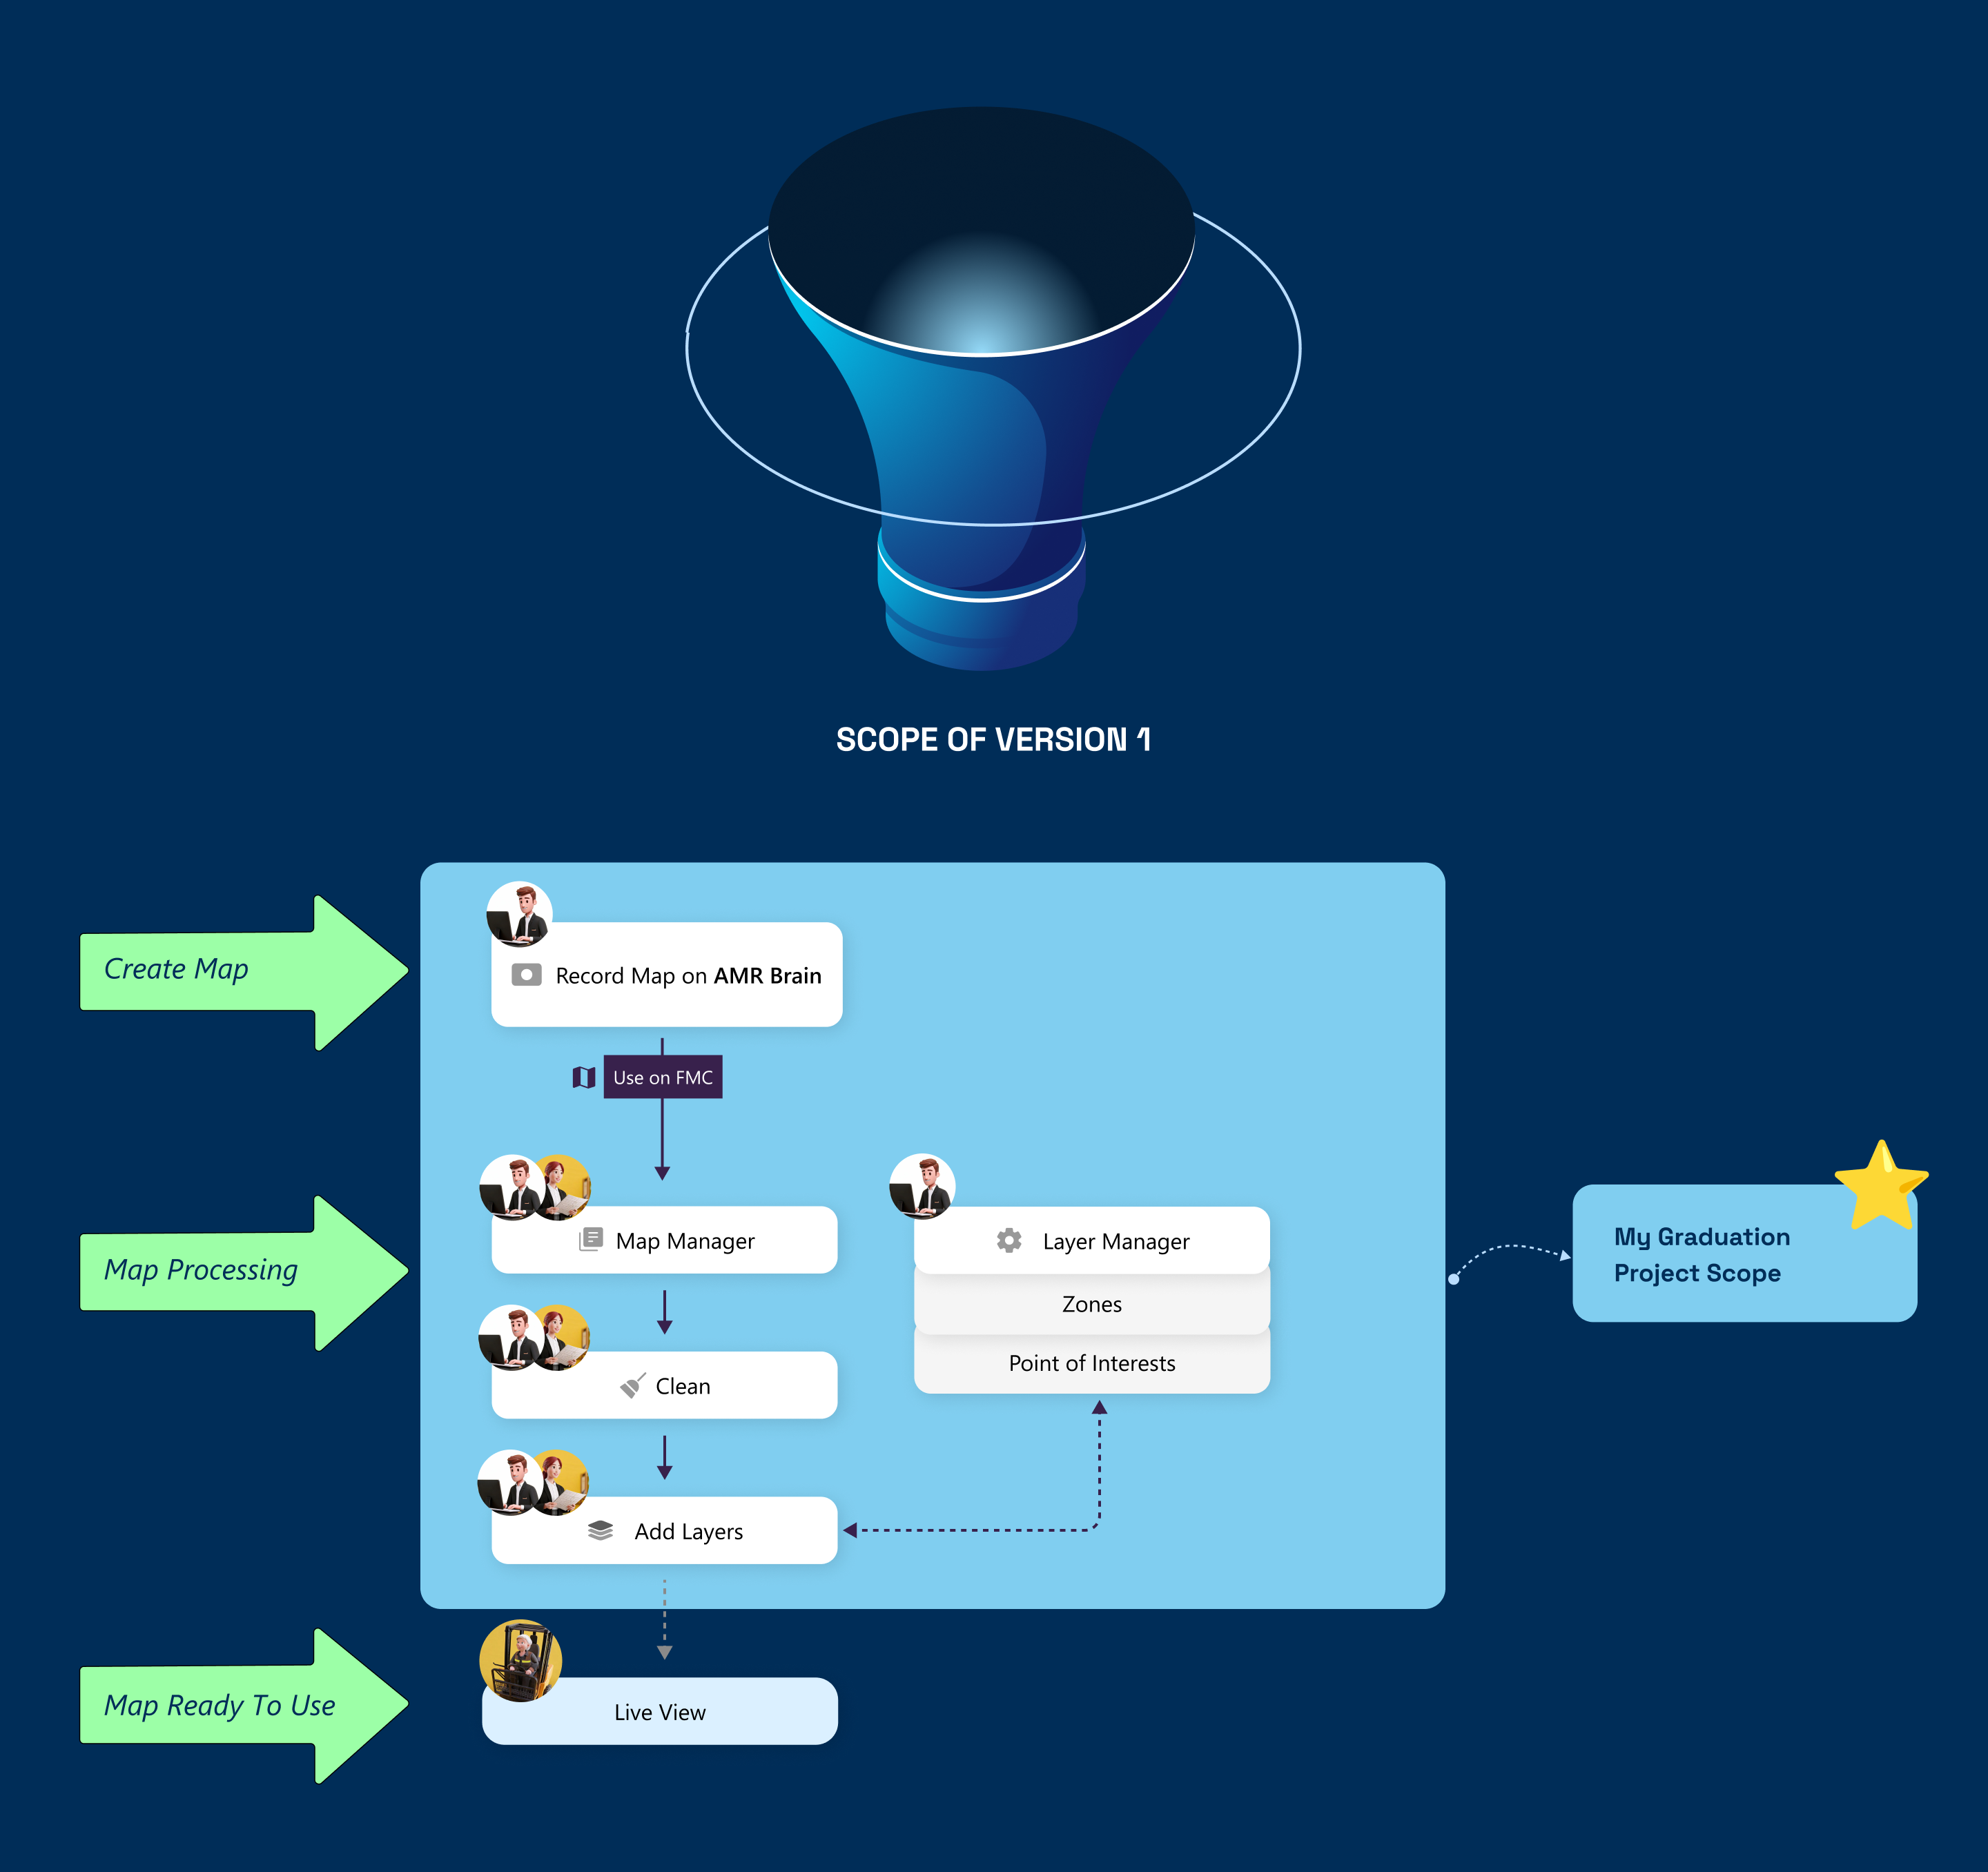 SCOPE OF VERSION 1
Create Map
Record Map on AMR Brain
Use on FMC
Map Processing
Map Manager
Layer Manager
Zones
Point of Interests
Clean
Add Layers
My Graduation
Project Scope
Map Ready To Use
Live View